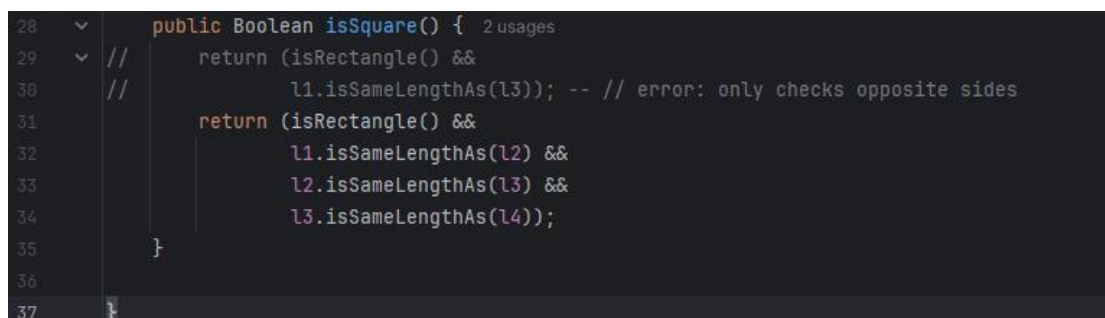 28 public Boolean isSquare() { 2 usages
29 // return (isRectangle() &&
30 // l1.isSameLengthAs(l3)); -- // error: only checks opposite sides
31 return (isRectangle() &&
32 l1.isSameLengthAs(l2) &&
33 l2.isSameLengthAs(l3) &&
34 l3.isSameLengthAs(l4));
35 }
36
37 }